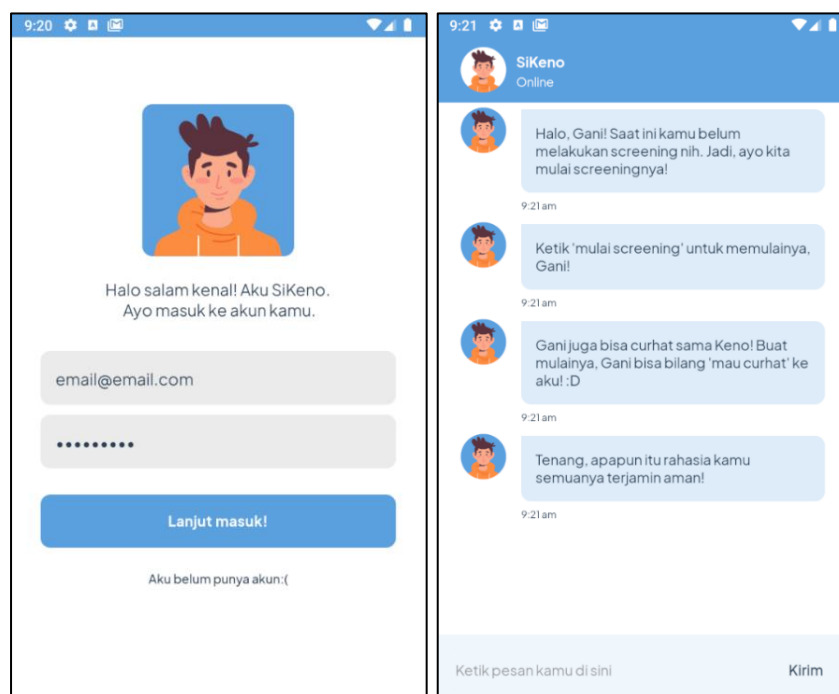 9:20
Halo salam kenal! Aku SiKeno.
Ayo masuk ke akun kamu.
email@email.com
•••••••••
Lanjut masuk!
Aku belum punya akun:(
9:21
SiKeno
Online
Halo, Gani! Saat ini kamu belum
melakukan screening nih. Jadi, ayo kita
mulai screeningnya!
9:21 am
Ketik 'mulai screening' untuk memulainya,
Gani!
9:21 am
Gani juga bisa curhat sama Keno! Buat
mulainya, Gani bisa bilang 'mau curhat' ke
aku! :D
9:21 am
Tenang, apapun itu rahasia kamu
semuanya terjamin aman!
9:21 am
Ketik pesan kamu di sini
Kirim